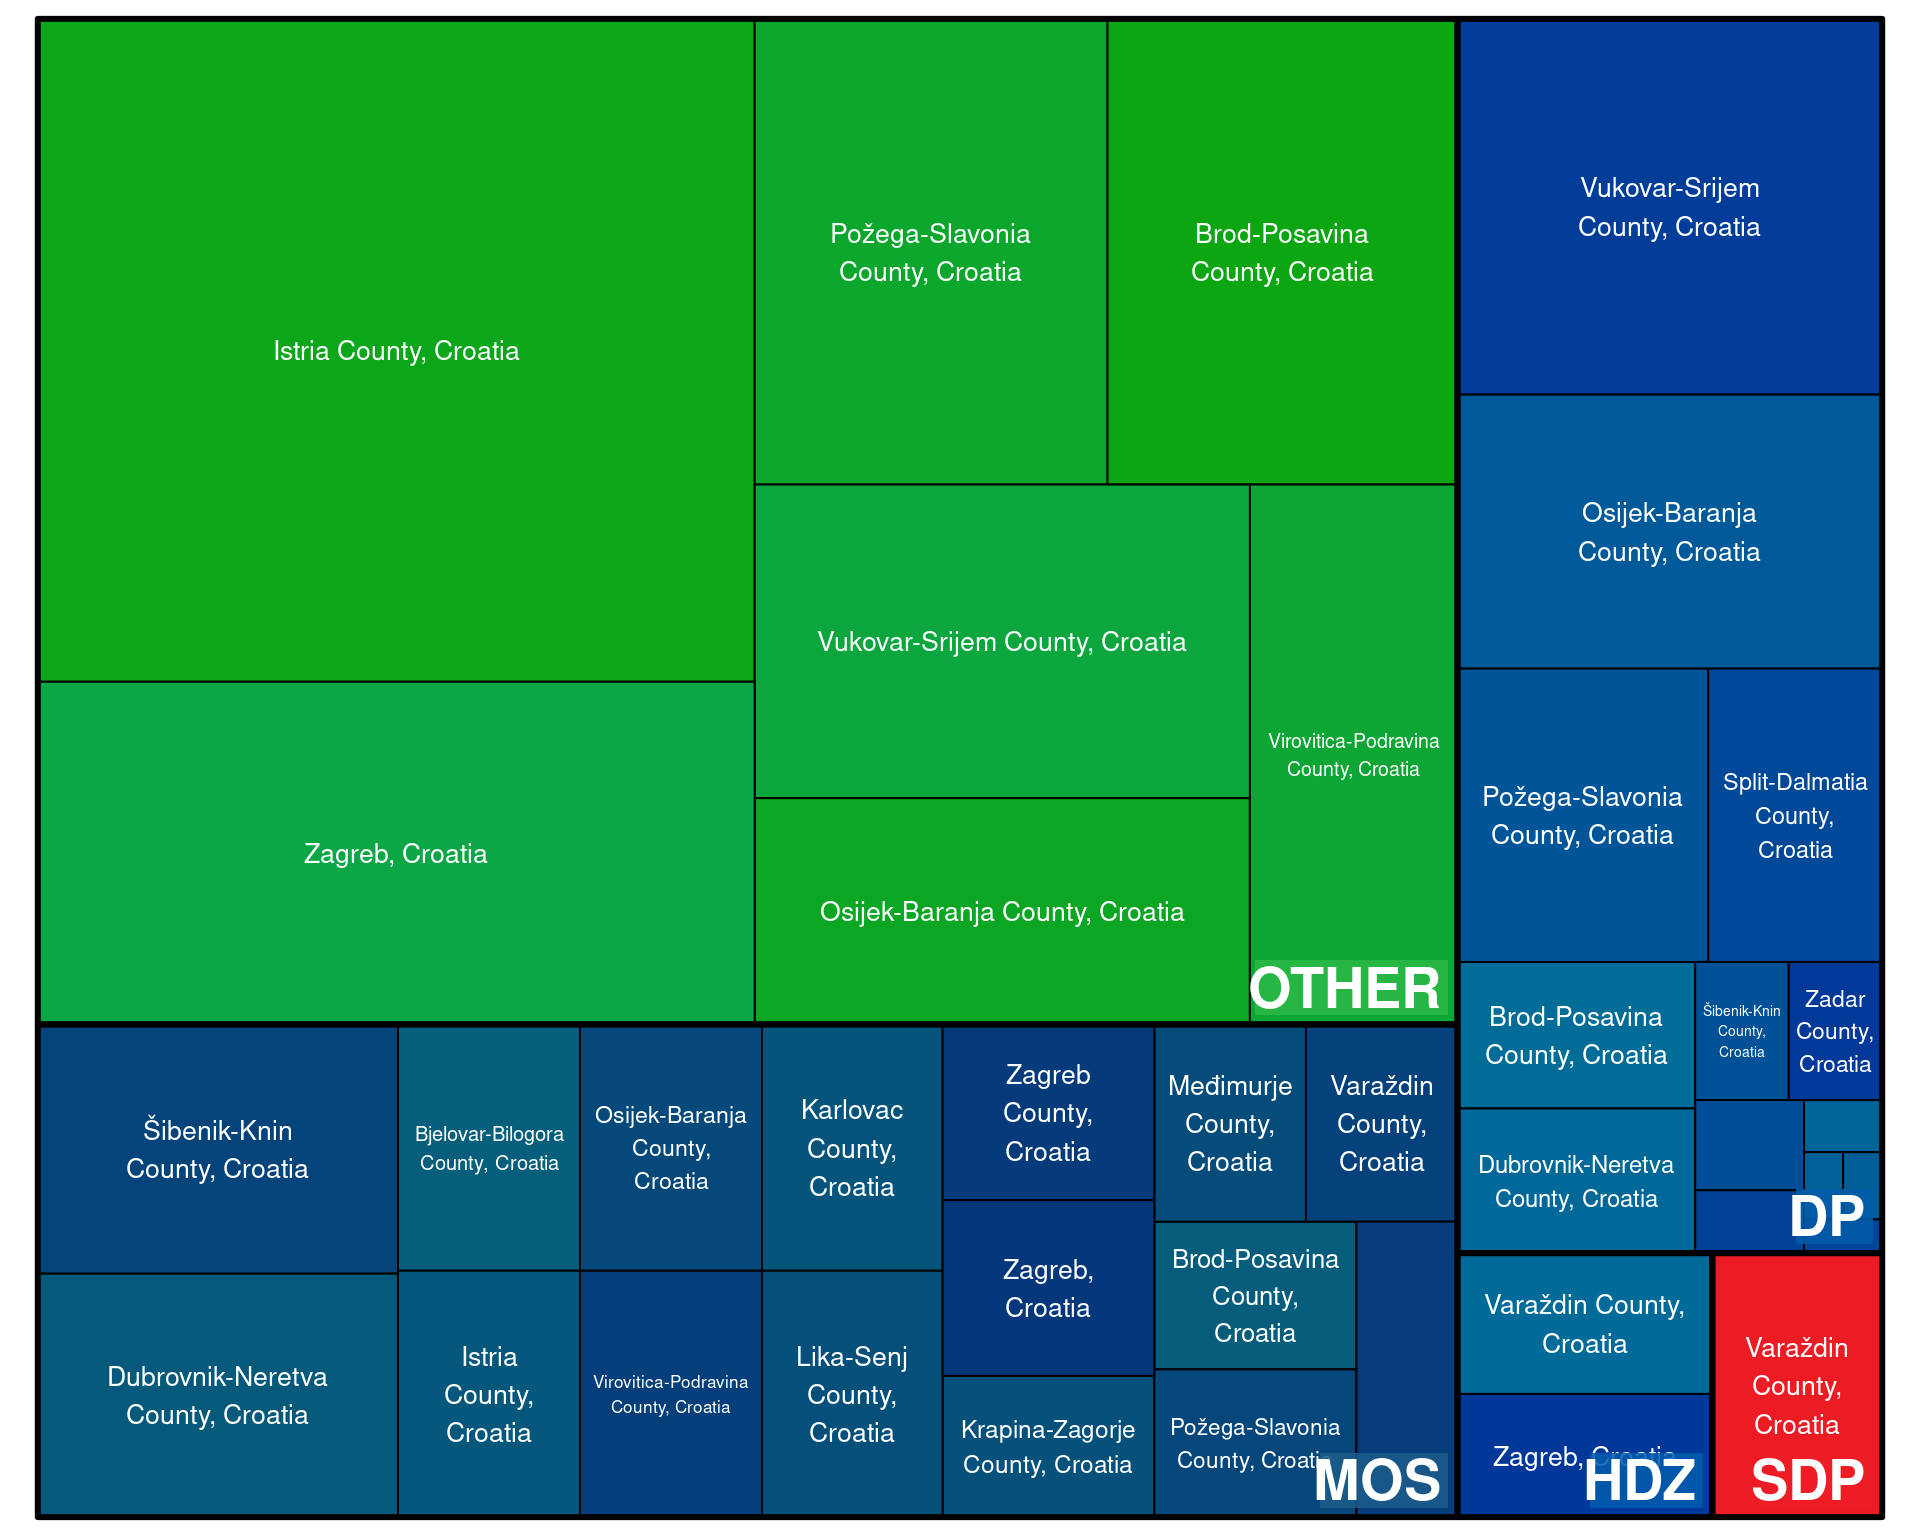 Istria County, Croatia
Zagreb, Croatia
Požega-Slavonia
County, Croatia
Brod-Posavina
County, Croatia
Vukovar-Srijem County, Croatia
Osijek-Baranja County, Croatia
Virovitica-Podravina
County, Croatia
OTHER
Šibenik-Knin
County, Croatia
Dubrovnik-Neretva
County, Croatia
Bjelovar-Bilogora
County, Croatia
Istria
County,
Croatia
Osijek-Baranja
County,
Croatia
Virovitica-Podravina
County, Croatia
Karlovac
County,
Croatia
Lika-Senj
County,
Croatia
Zagreb
County,
Croatia
Zagreb,
Croatia
Krapina-Zagorje
County, Croatia
Međimurje
County,
Croatia
Varaždin
County,
Croatia
Brod-Posavina
County,
Croatia
Požega-Slavonia
County, Croatia
MOS
Vukovar-Srijem
County, Croatia
Osijek-Baranja
County, Croatia
Požega-Slavonia
County, Croatia
Split-Dalmatia
County,
Croatia
Brod-Posavina
County, Croatia
Dubrovnik-Neretva
County, Croatia
Šibenik-Knin
County,
Croatia
Zadar
County,
Croatia
DP
Varaždin County,
Croatia
Zagreb, Croatia
HDZ
Varaždin
County,
Croatia
SDP